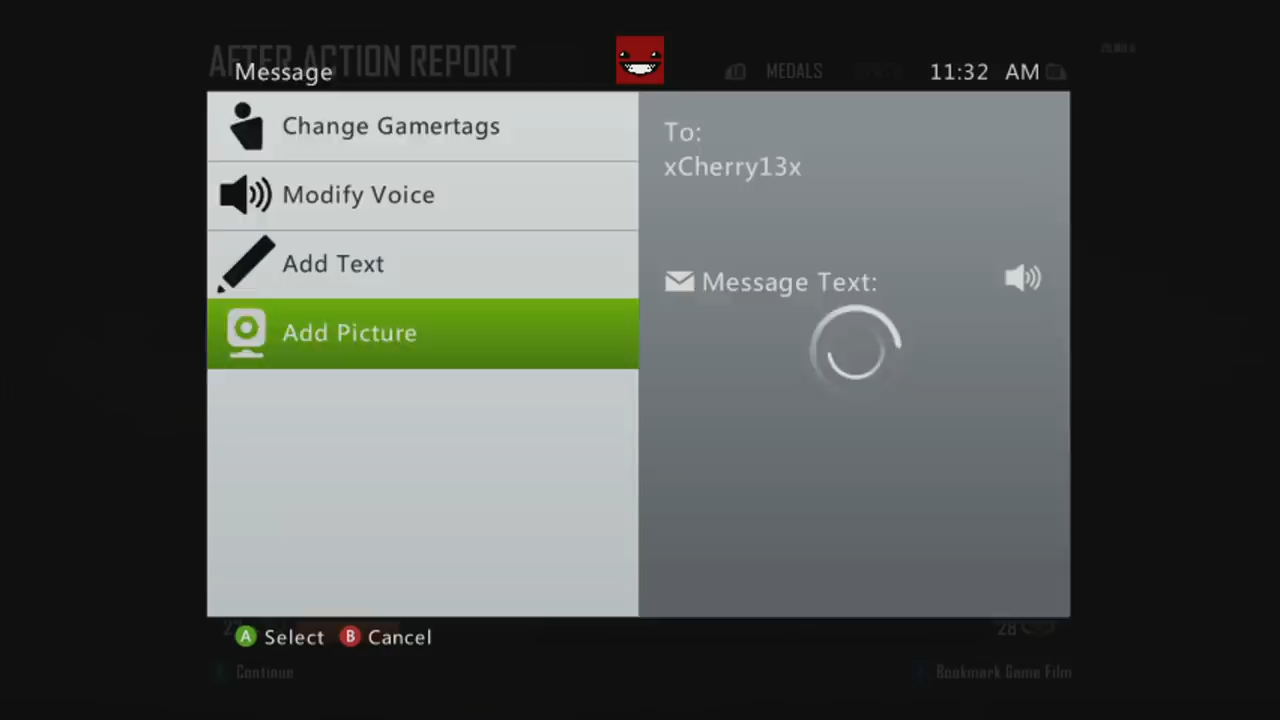 AFTER ACTION REPORT
Message
MEDALS
11:32 AM
Change Gamertags
Modify Voice
Add Text
Add Picture
To:
xCherry13x
Message Text:
28
A Select B Cancel
Continue
Bookmark Game Film